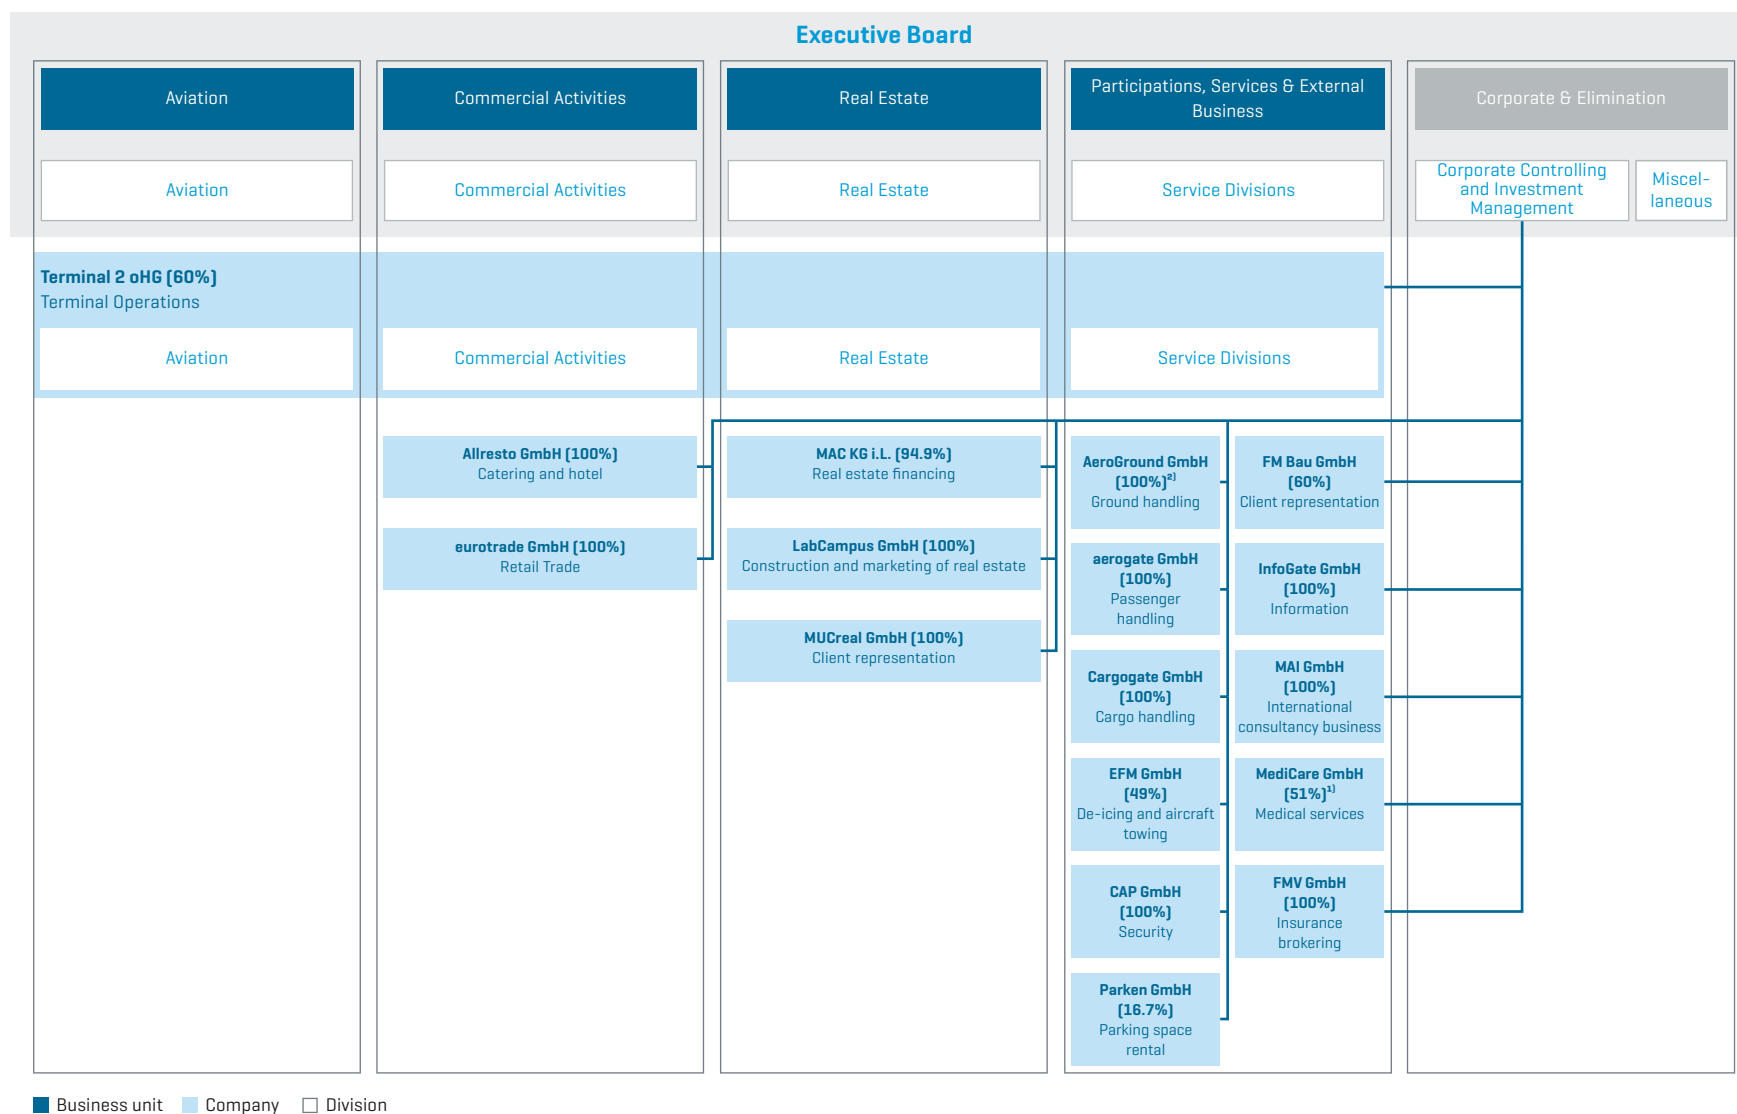 Executive Board
Aviation
Commercial Activities
Real Estate
Participations, Services & External
Business
Corporate & Elimination
Aviation
Commercial Activities
Real Estate
Service Divisions
Corporate Controlling
and Investment
Management
Miscel-
laneous
Terminal 2 oHG (60%)
Terminal Operations
Aviation
Commercial Activities
Real Estate
Service Divisions
Allresto GmbH (100%)
Catering and hotel
eurotrade GmbH (100%)
Retail Trade
MAC KG i.L. (94.9%)
Real estate financing
LabCampus GmbH (100%)
Construction and marketing of real estate
MUCreal GmbH (100%)
Client representation
AeroGround GmbH
(100%)²⁾
Ground handling
FM Bau GmbH
(60%)
Client representation
aerogate GmbH
(100%)
Passenger
handling
InfoGate GmbH
(100%)
Information
Cargogate GmbH
(100%)
Cargo handling
MAI GmbH
(100%)
International
consultancy business
EFM GmbH
(49%)
De-icing and aircraft
towing
MediCare GmbH
(51%)¹⁾
Medical services
CAP GmbH
(100%)
Security
FMV GmbH
(100%)
Insurance
brokering
Parken GmbH
(16.7%)
Parking space
rental
Business unit
Company
Division